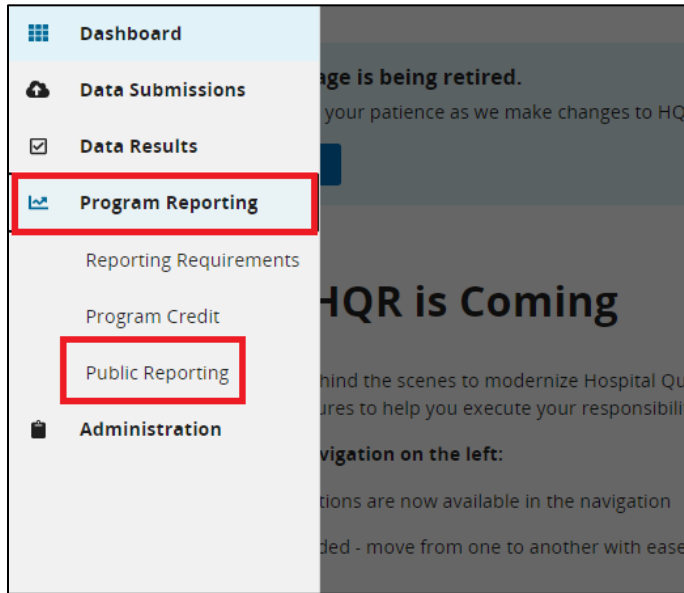 Dashboard
Data Submissions
Data Results
Program Reporting
Reporting Requirements
Program Credit
Public Reporting
Administration
age is being retired.
your patience as we make changes to HQ
HQR is Coming
hind the scenes to modernize Hospital Qu
ures to help you execute your responsibili
vigation on the left:
tions are now available in the navigation
ded - move from one to another with ease